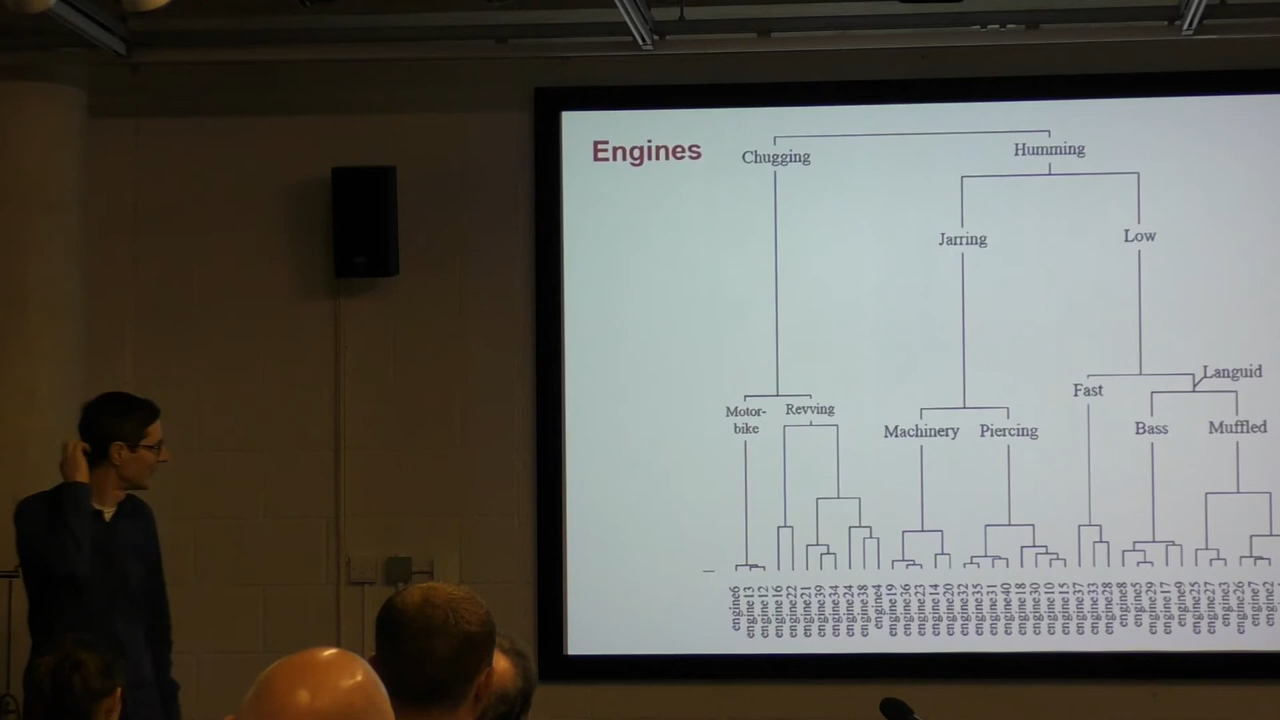 Engines
Chugging
Humming
Jarring
Low
Languid
Fast
Motor-
bike
Revving
Machinery
Piercing
Bass
Muffled
engine6
engine13
engine12
engine16
engine22
engine21
engine39
engine34
engine24
engine38
engine4
engine19
engine36
engine23
engine14
engine20
engine32
engine35
engine31
engine40
engine18
engine30
engine10
engine15
engine37
engine33
engine28
engine8
engine5
engine29
engine17
engine9
engine25
engine27
engine3
engine26
engine7
engine2